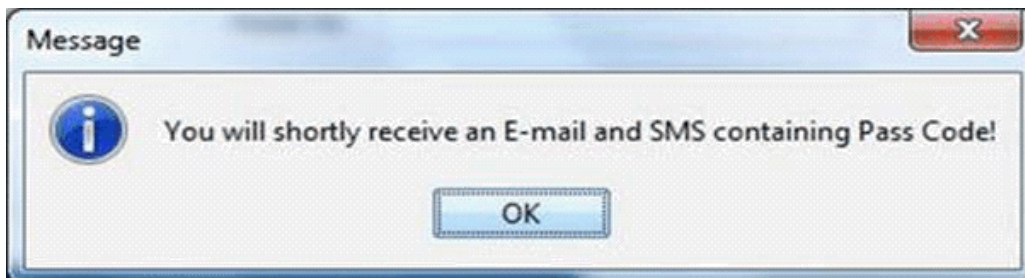 Message
You will shortly receive an E-mail and SMS containing Pass Code!
OK